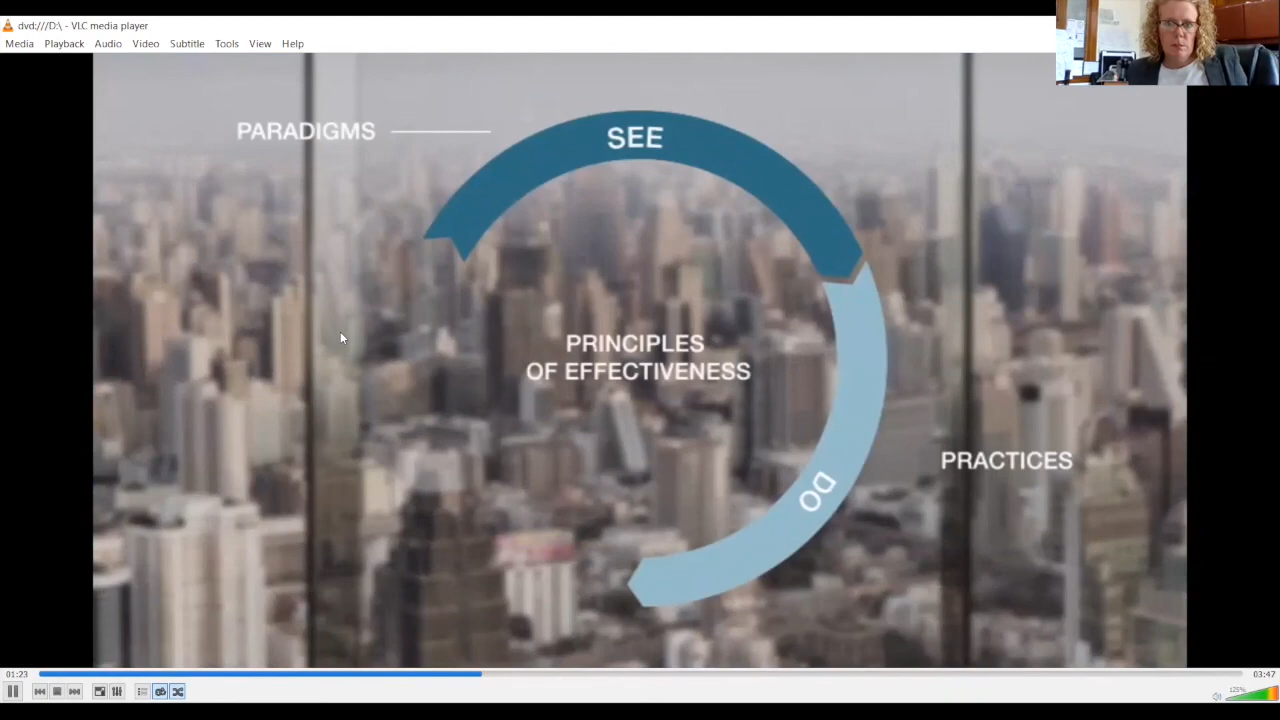 dvd:///D:\ - VLC media player
Media Playback Audio Video Subtitle Tools View Help
PARADIGMS
SEE
PRINCIPLES
OF EFFECTIVENESS
PRACTICES
DO
01:23
03:47
125%